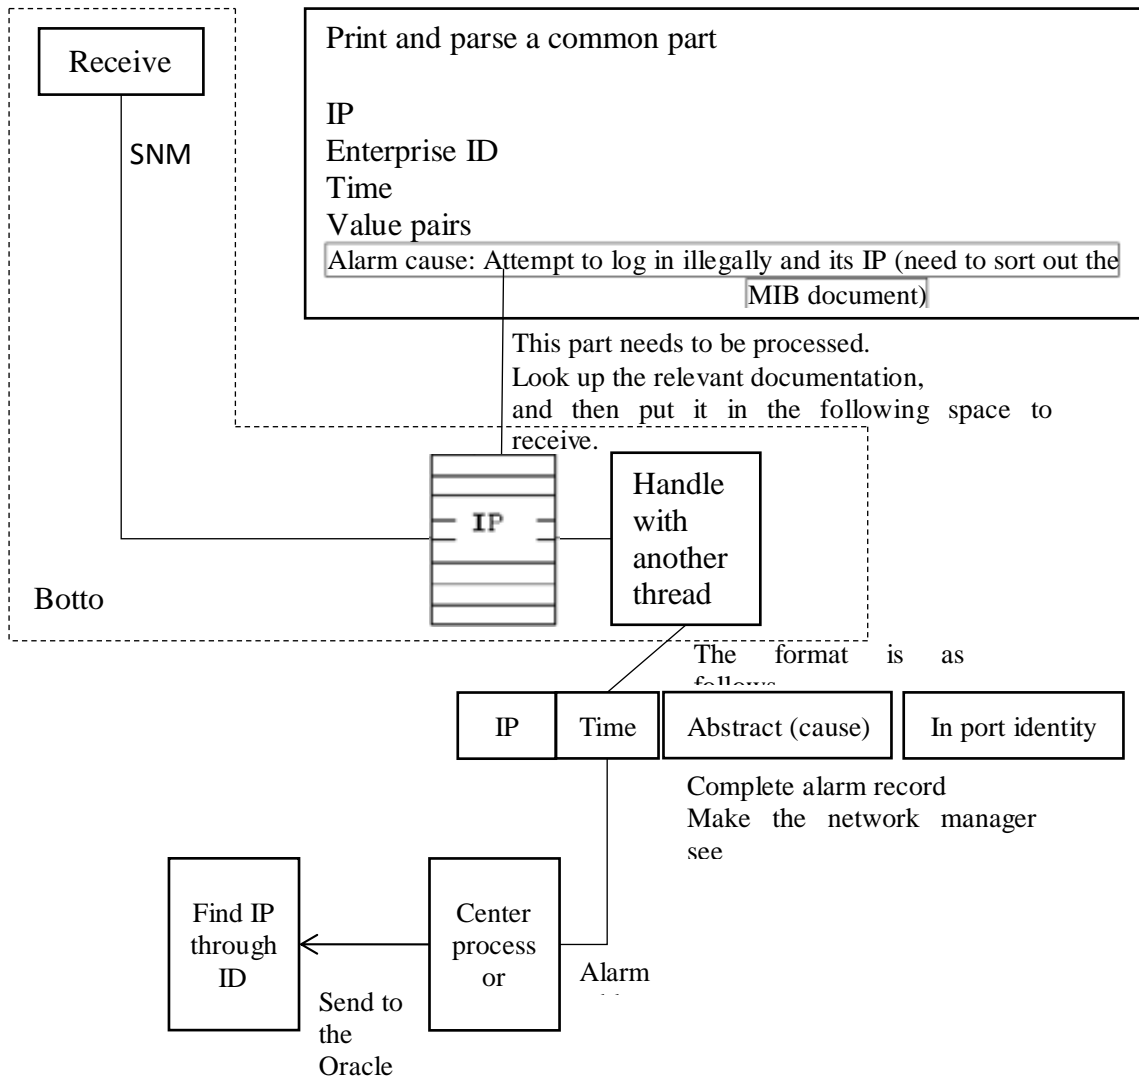 Receive
SNM
Print and parse a common part
IP
Enterprise ID
Time
Value pairs
Alarm cause: Attempt to log in illegally and its IP (need to sort out the
MIB document)
This part needs to be processed.
Look up the relevant documentation,
and then put it in the following space to
receive.
IP
Handle
with
another
thread
Botto
The format is as
follows
IP
Time
Abstract (cause)
In port identity
Complete alarm record
Make the network manager
see
Find IP
through
ID
Center
process
or
Alarm
Send to
the
Oracle